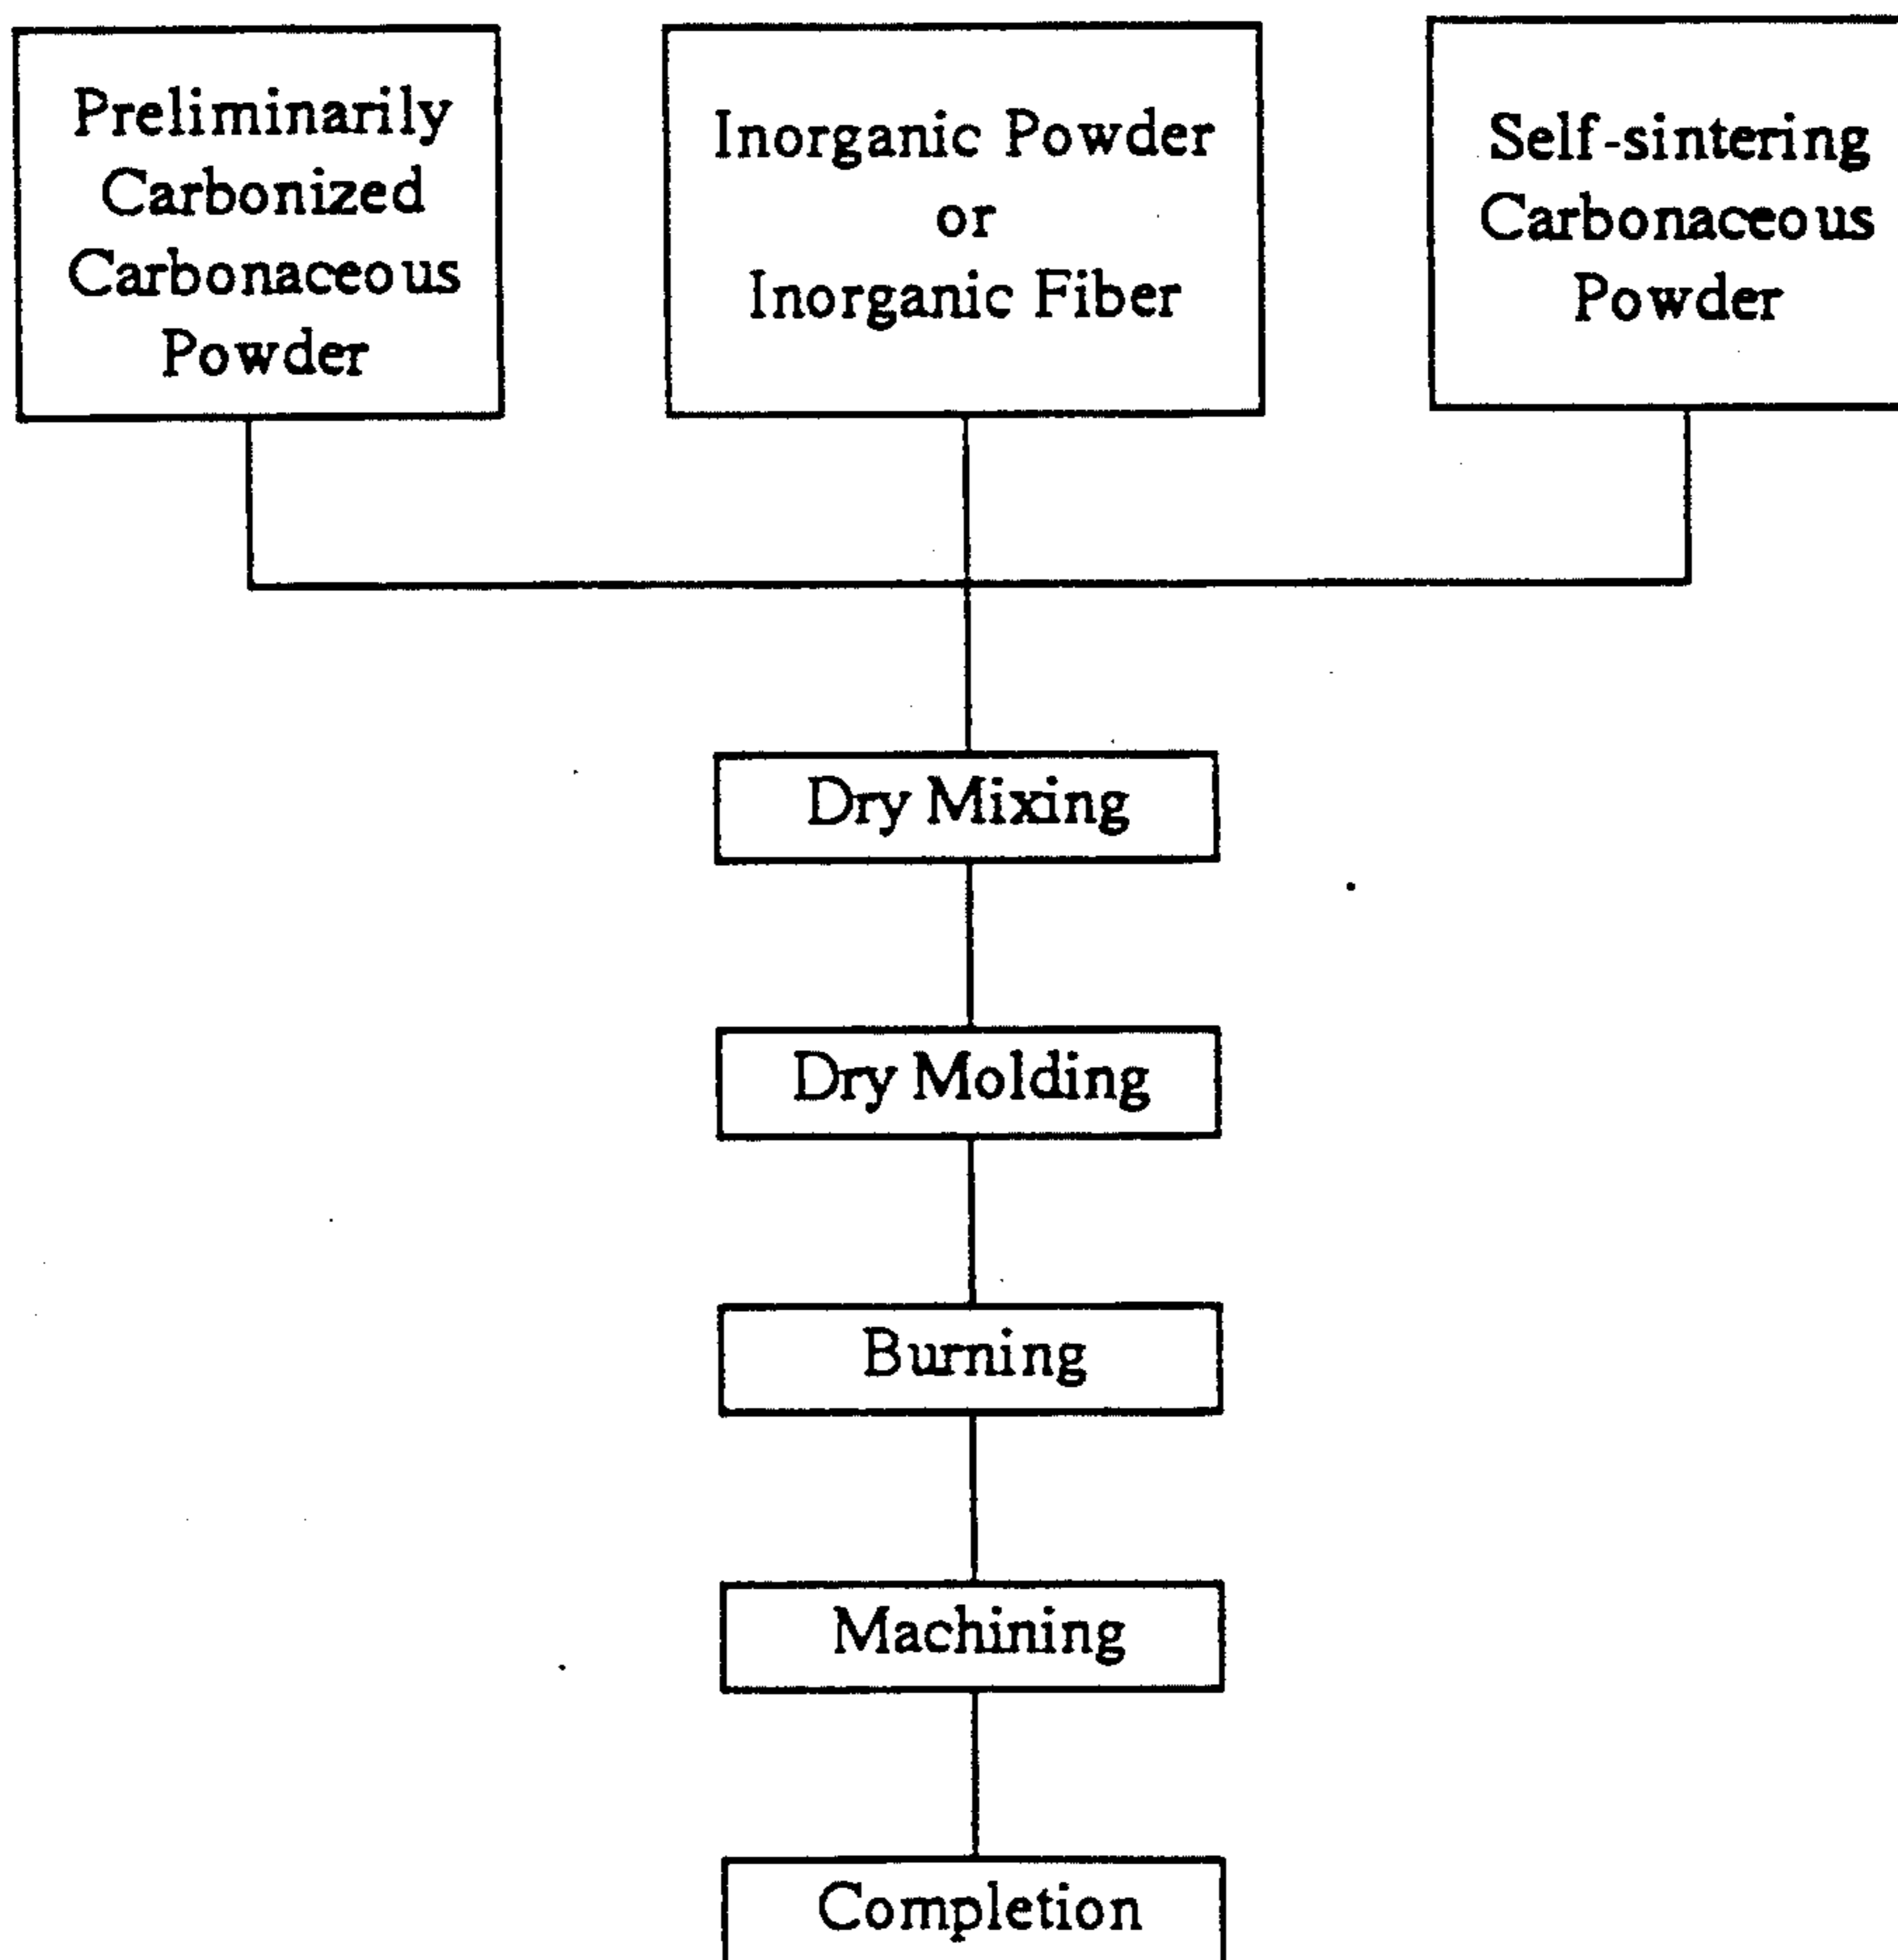 Preliminarily
Carbonized
Carbonaceous
Powder
Inorganic Powder
or
Inorganic Fiber
Self-sintering
Carbonaceous
Powder
Dry Mixing
Dry Molding
Burning
Machining
Completion